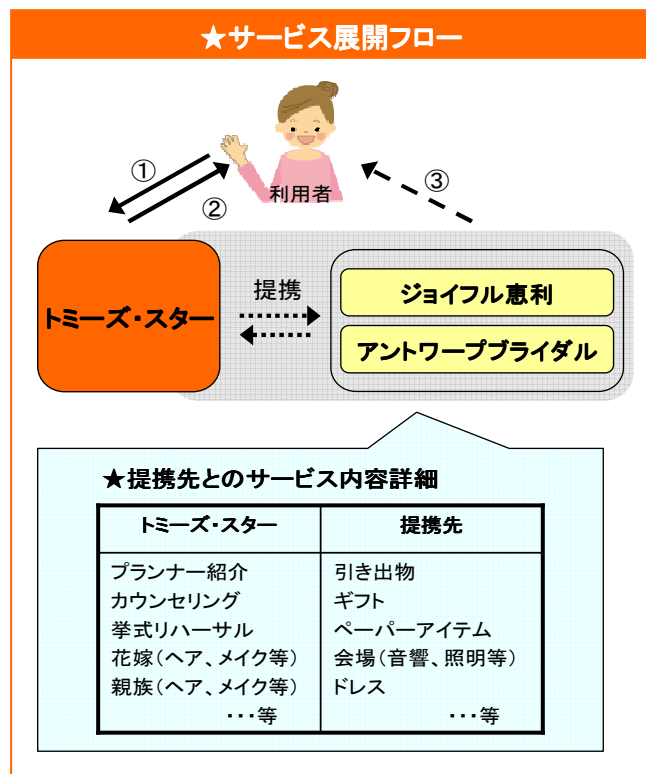 ★サービス展開フロー
①
②
③
利用者
トミーズ・スター
提携
ジョイフル恵利
アントワープブライダル
★提携先とのサービス内容詳細
トミーズ・スター 提携先
プランナー紹介 引き出物
カウンセリング ギフト
挙式リハーサル ペーパーアイテム
花嫁（ヘア、メイク等） 会場（音響、照明等）
親族（ヘア、メイク等） ドレス
・・・等 ・・・等